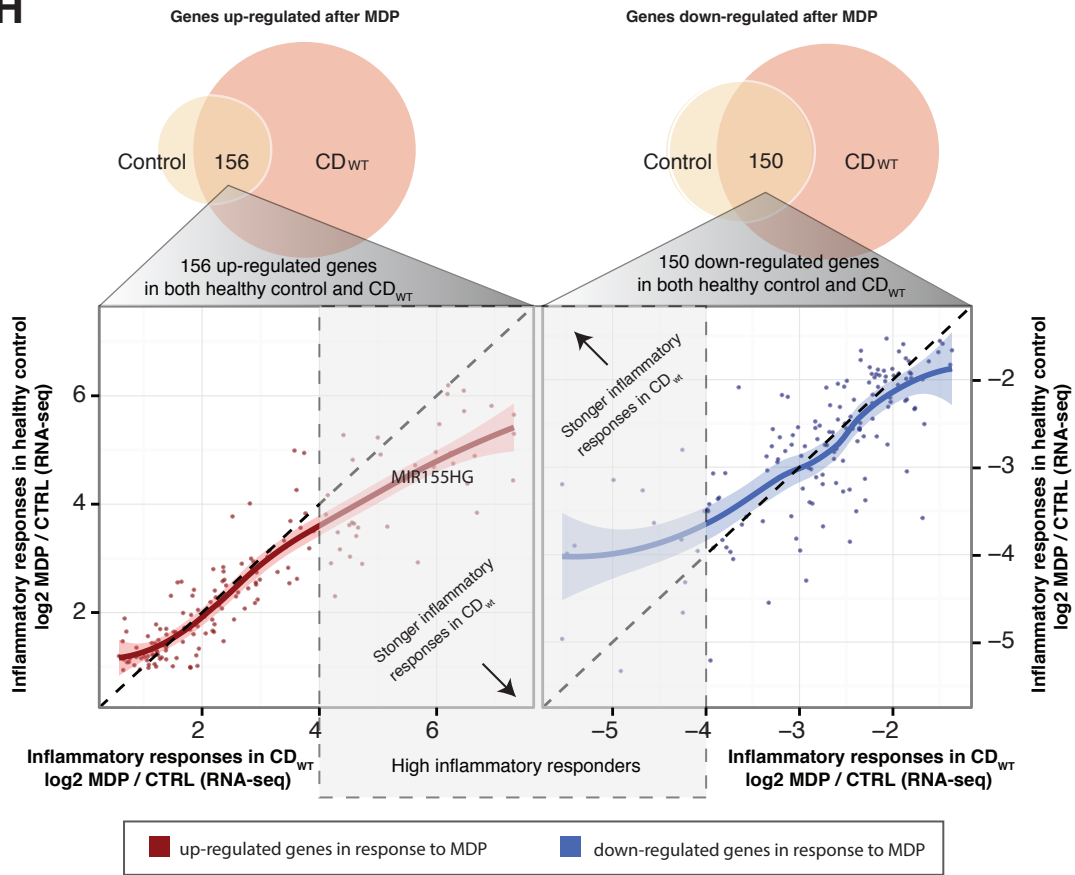 H
Genes up-regulated after MDP
Genes down-regulated after MDP
Control
156
CDWT
Control
150
CDWT
156 up-regulated genes
in both healthy control and CDWT
150 down-regulated genes
in both healthy control and CDWT
Inflammatory responses in healthy control
log2 MDP / CTRL (RNA-seq)
6
4
2
MIR155HG
Stonger inflammatory
responses in CDwt
Stonger inflammatory
responses in CDwt
−2
−3
−4
−5
Inflammatory responses in healthy control
log2 MDP / CTRL (RNA-seq)
2
4
6
−5
−4
−3
−2
Inflammatory responses in CDWT
log2 MDP / CTRL (RNA-seq)
High inflammatory responders
Inflammatory responses in CDWT
log2 MDP / CTRL (RNA-seq)
up-regulated genes in response to MDP
down-regulated genes in response to MDP